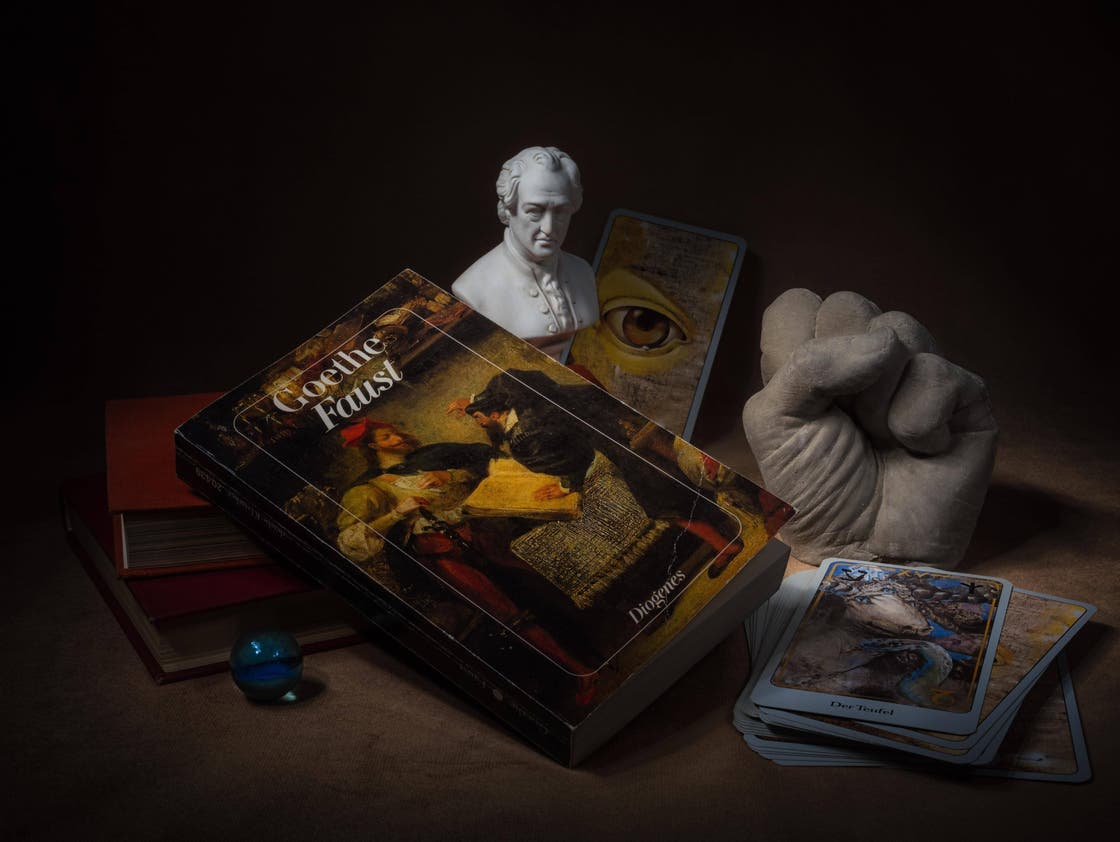 Goethe
Faust
Diogenes
Der Teufel